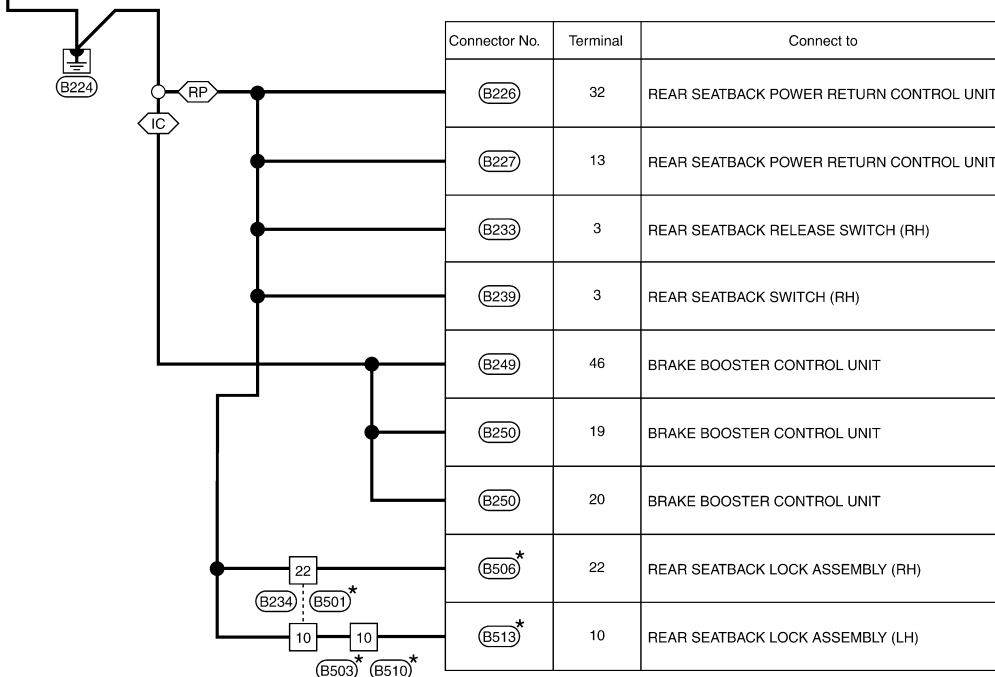 Connector No. Terminal Connect to
B224
RP
IC
B226 32 REAR SEATBACK POWER RETURN CONTROL UNIT
B227 13 REAR SEATBACK POWER RETURN CONTROL UNIT
B233 3 REAR SEATBACK RELEASE SWITCH (RH)
B239 3 REAR SEATBACK SWITCH (RH)
B249 46 BRAKE BOOSTER CONTROL UNIT
B250 19 BRAKE BOOSTER CONTROL UNIT
B250 20 BRAKE BOOSTER CONTROL UNIT
22 B506* 22 REAR SEATBACK LOCK ASSEMBLY (RH)
B234 B501*
10 10 B513* 10 REAR SEATBACK LOCK ASSEMBLY (LH)
B503* B510*